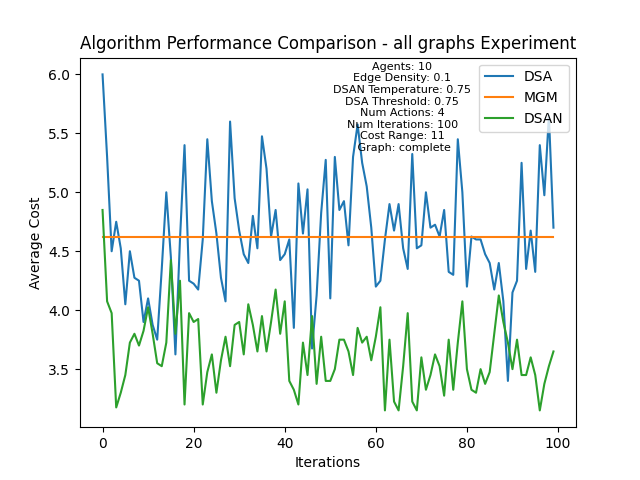 Algorithm Performance Comparison - all graphs Experiment
Agents: 10
Edge Density: 0.1
DSAN Temperature: 0.75
DSA Threshold: 0.75
Num Actions: 4
Num Iterations: 100
Cost Range: 11
Graph: complete
DSA
MGM
DSAN
Average Cost
6.0
5.5
5.0
4.5
4.0
3.5
0 20 40 60 80 100
Iterations